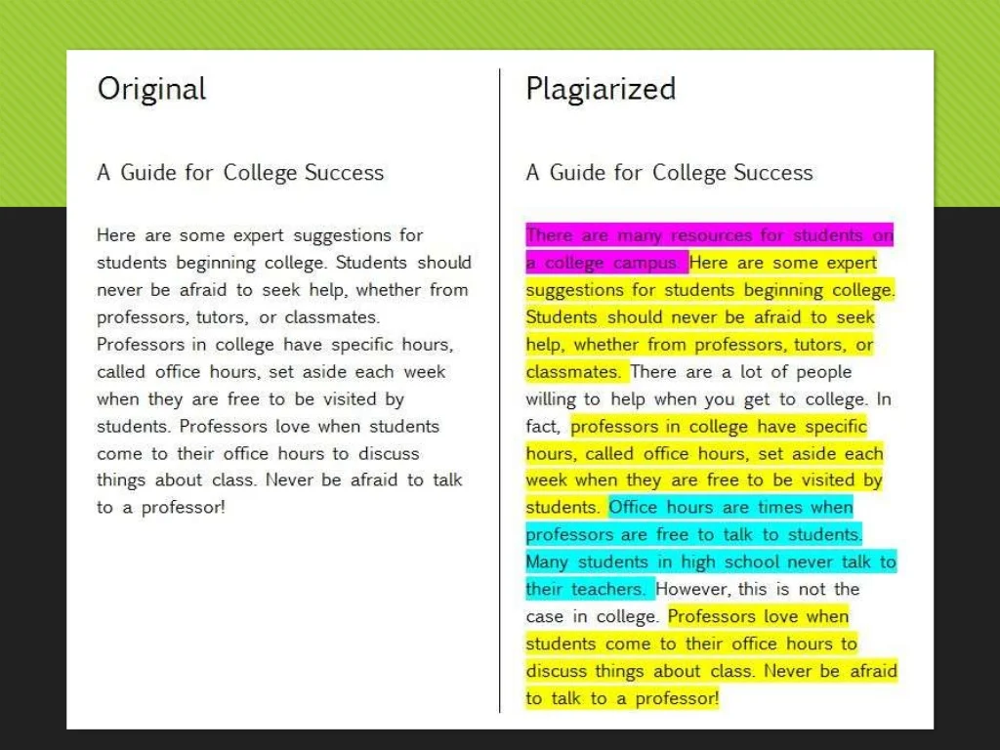 Original
A Guide for College Success
Here are some expert suggestions for
students beginning college. Students should
never be afraid to seek help, whether from
professors, tutors, or classmates.
Professors in college have specific hours,
called office hours, set aside each week
when they are free to be visited by
students. Professors love when students
come to their office hours to discuss
things about class. Never be afraid to talk
to a professor!
Plagiarized
A Guide for College Success
There are many resources for students on
a college campus. Here are some expert
suggestions for students beginning college.
Students should never be afraid to seek
help, whether from professors, tutors, or
classmates. There are a lot of people
willing to help when you get to college. In
fact, professors in college have specific
hours, called office hours, set aside each
week when they are free to be visited by
students. Office hours are times when
professors are free to talk to students.
Many students in high school never talk to
their teachers. However, this is not the
case in college. Professors love when
students come to their office hours to
discuss things about class. Never be afraid
to talk to a professor!